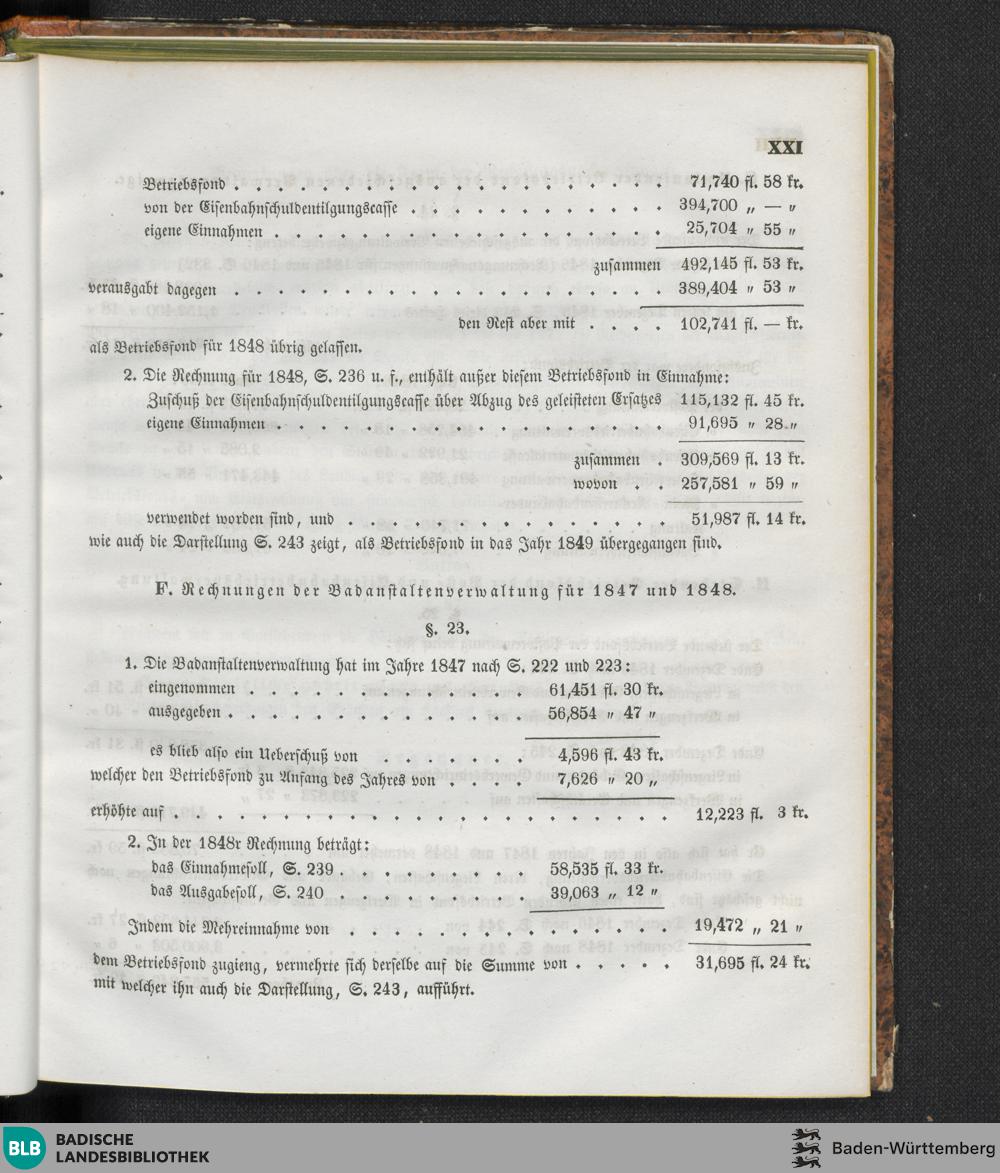 XXI
Betriebsfond . . . . . . . . . . . . . . . . . . . . 71,740 fl. 58 kr.
von der Eisenbahnschuldentilgungscasse . . . . . . . . . . . . 394,700 „ — „
eigene Einnahmen . . . . . . . . . . . . . . . . . . 25,704 „ 55 „
zusammen 492,145 fl. 53 kr.
verausgabt dagegen . . . . . . . . . . . . . . . . . . . . 389,404 „ 53 „
den Rest aber mit . . . . 102,741 fl. — kr.
als Betriebsfond für 1848 übrig gelassen.
2. Die Rechnung für 1848, S. 236 u. f., enthält außer diesem Betriebsfond in Einnahme:
Zuschuß der Eisenbahnschuldentilgungscasse über Abzug des geleisteten Ersatzes 115,132 fl. 45 kr.
eigene Einnahmen . . . . . . . . . . . . . . . . . . 91,695 „ 28 „
zusammen . 309,569 fl. 13 kr.
wovon . . 257,581 „ 59 „
verwendet worden sind, und . . . . . . . . . . . . . . . 51,987 fl. 14 kr.
wie auch die Darstellung S. 243 zeigt, als Betriebsfond in das Jahr 1849 übergegangen sind.
F. Rechnungen der Badanstaltenverwaltung für 1847 und 1848.
§. 23.
1. Die Badanstaltenverwaltung hat im Jahre 1847 nach S. 222 und 223:
eingenommen . . . . . . . . . . . . . 61,451 fl. 30 kr.
ausgegeben . . . . . . . . . . . . . . 56,854 „ 47 „
es blieb also ein Ueberschuß von . . . . . . . 4,596 fl. 43 kr.
welcher den Betriebsfond zu Anfang des Jahres von . . . . 7,626 „ 20 „
erhöhte auf . . . . . . . . . . . . . . . . . . . . . . . 12,223 fl. 3 kr.
2. In der 1848r Rechnung beträgt:
das Einnahmesoll, S. 239 . . . . . . . . . 58,535 fl. 33 kr.
das Ausgabesoll, S. 240 . . . . . . . . . 39,063 „ 12 „
Indem die Mehreinnahme von . . . . . . . . . . . . . . . 19,472 „ 21 „
dem Betriebsfond zugieng, vermehrte sich derselbe auf die Summe von . . . . . 31,695 fl. 24 kr.
mit welcher ihn auch die Darstellung, S. 243, aufführt.
BLB BADISCHE
LANDESBIBLIOTHEK
Baden-Württemberg